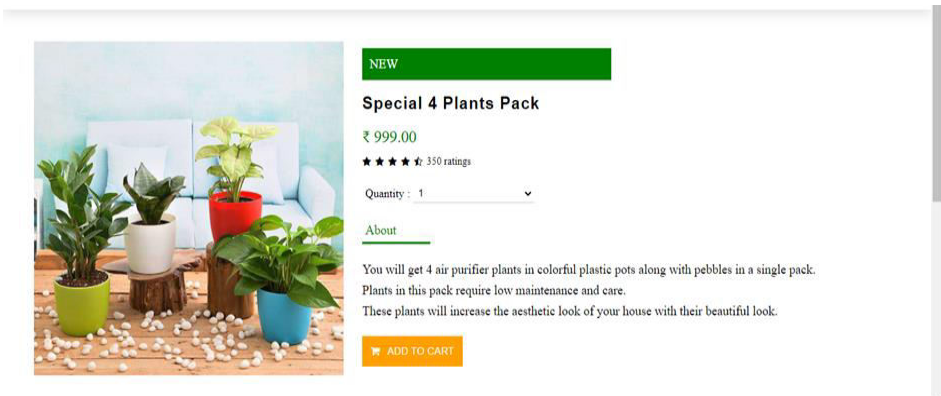 NEW
Special 4 Plants Pack
₹ 999.00
350 ratings
Quantity : 1
About
You will get 4 air purifier plants in colorful plastic pots along with pebbles in a single pack.
Plants in this pack require low maintenance and care.
These plants will increase the aesthetic look of your house with their beautiful look.
ADD TO CART